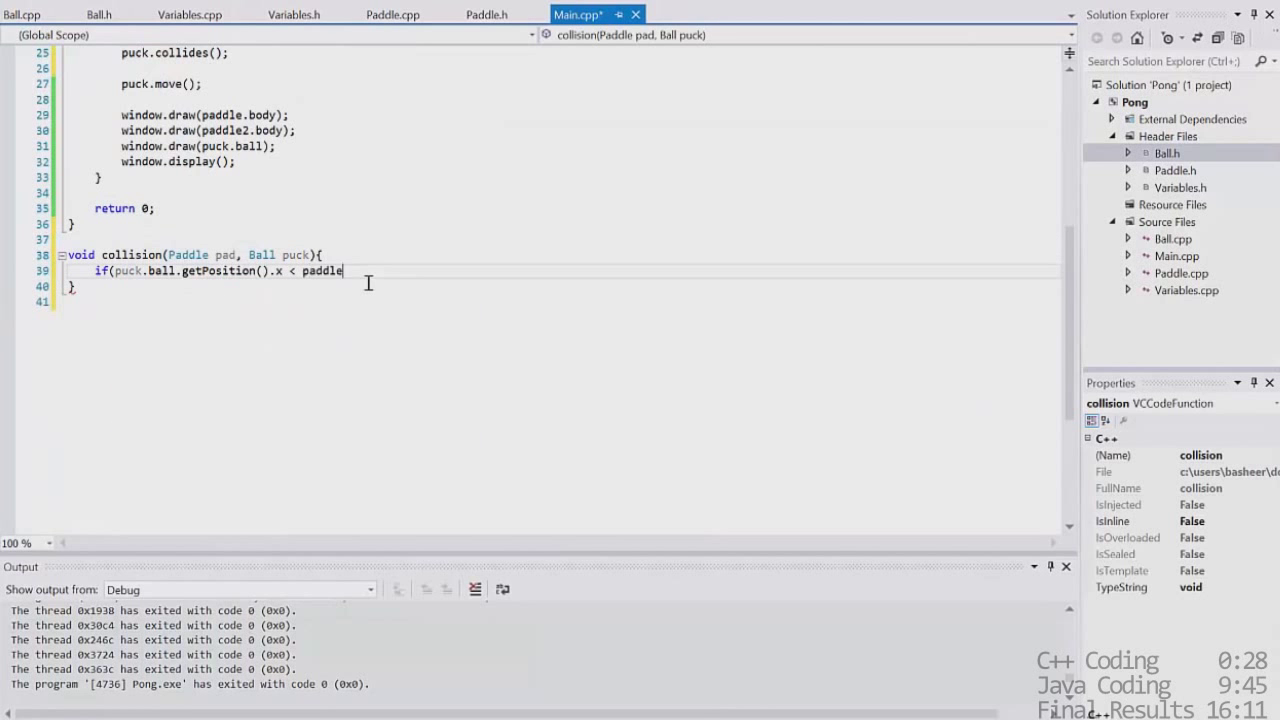 Ball.cpp Ball.h Variables.cpp Variables.h Paddle.cpp Paddle.h Main.cpp*
Solution Explorer
(Global Scope) collision(Paddle pad, Ball puck)
25 puck.collides();
26
27 puck.move();
28
29 window.draw(paddle.body);
30 window.draw(paddle2.body);
31 window.draw(puck.ball);
32 window.display();
33 }
34
35 return 0;
36 }
37
38 void collision(Paddle pad, Ball puck){
39 if(puck.ball.getPosition().x < paddle
40 }
41
100 %
Search Solution Explorer (Ctrl+;)
Solution 'Pong' (1 project)
Pong
External Dependencies
Header Files
Ball.h
Paddle.h
Variables.h
Resource Files
Source Files
Ball.cpp
Main.cpp
Paddle.cpp
Variables.cpp
Properties
collision VCCodeFunction
C++
(Name) collision
File c:\users\basheer\do
FullName collision
IsInjected False
IsInline False
IsOverloaded False
IsSealed False
IsTemplate False
TypeString void
Output
Show output from: Debug
The thread 0x1938 has exited with code 0 (0x0).
The thread 0x30c4 has exited with code 0 (0x0).
The thread 0x246c has exited with code 0 (0x0).
The thread 0x3724 has exited with code 0 (0x0).
The thread 0x363c has exited with code 0 (0x0).
The program '[4736] Pong.exe' has exited with code 0 (0x0).
C++ Coding 0:28
Java Coding 9:45
Final Results 16:11
C++